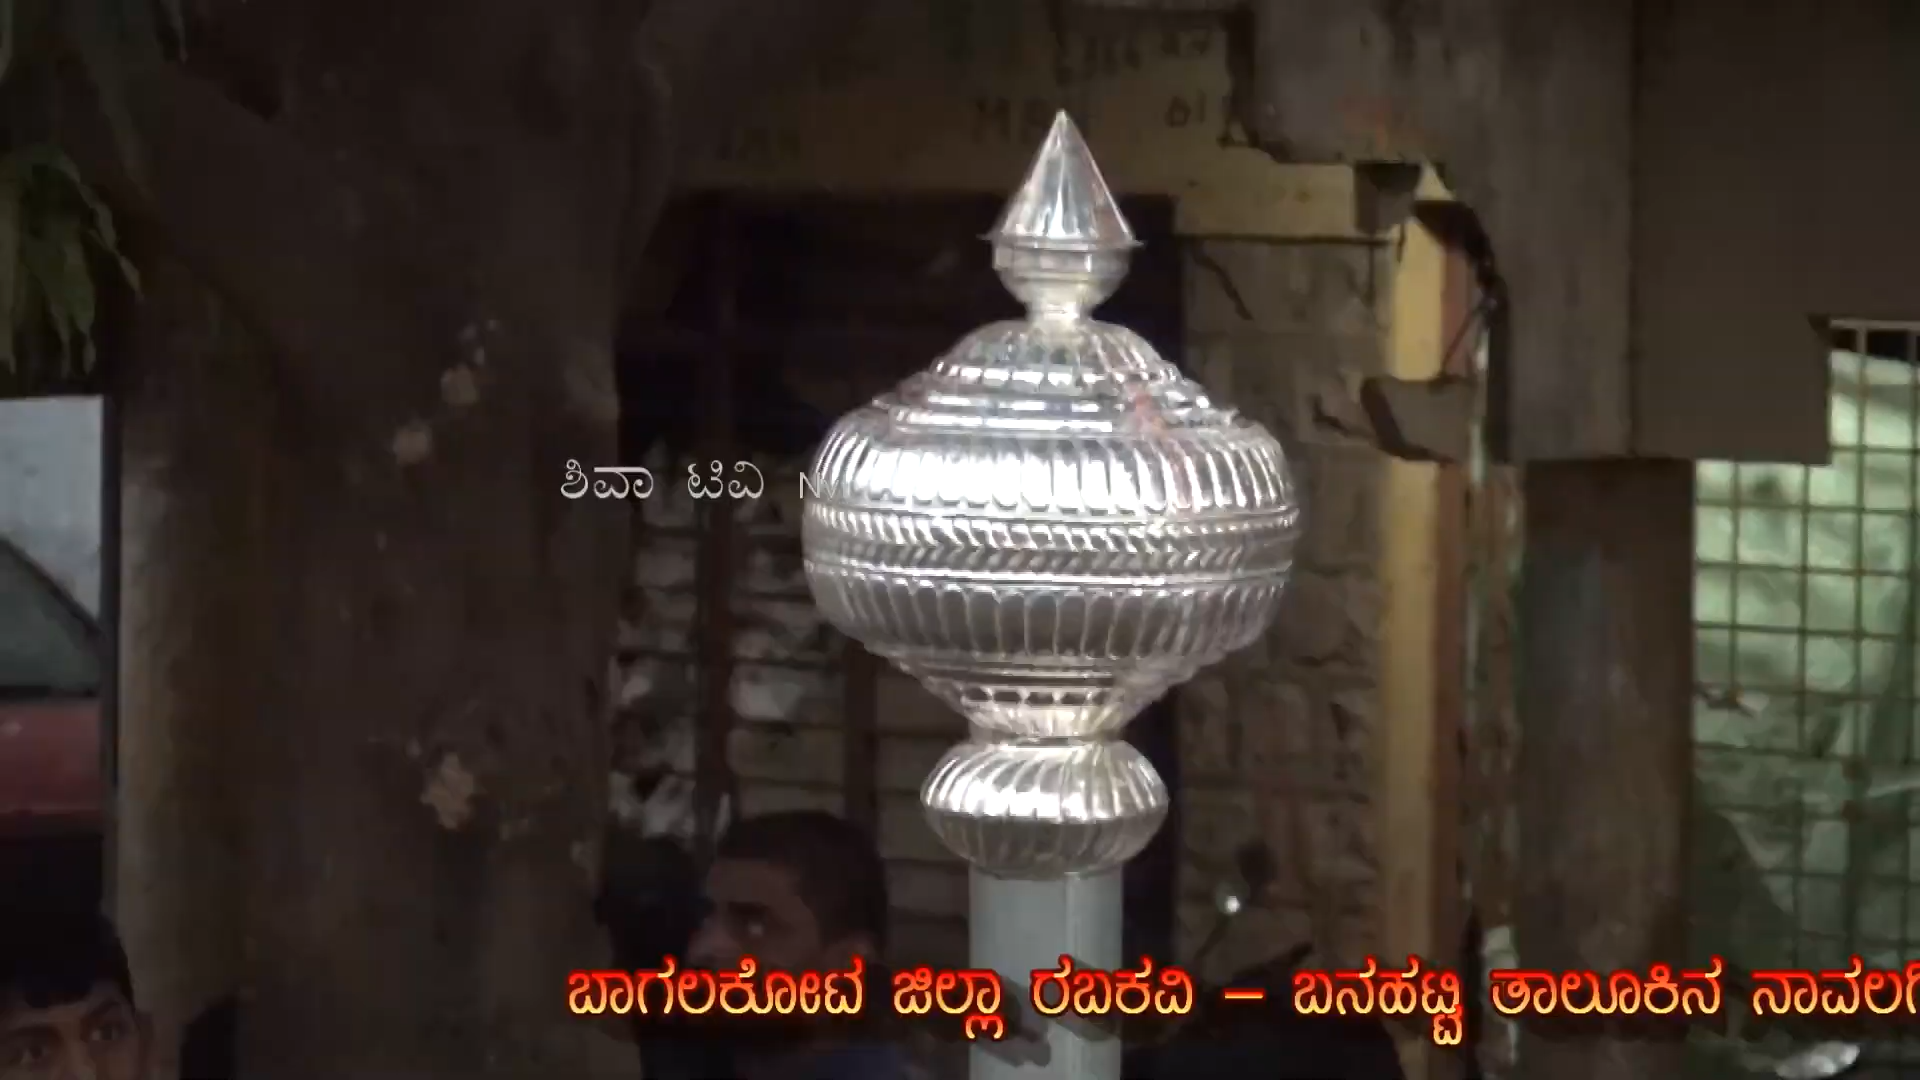 ಶಿವಾ ಟಿವಿ
ಬಾಗಲಕೋಟ ಜಿಲ್ಲಾ ರಬಕವಿ – ಬನಹಟ್ಟಿ ತಾಲೂಕಿನ